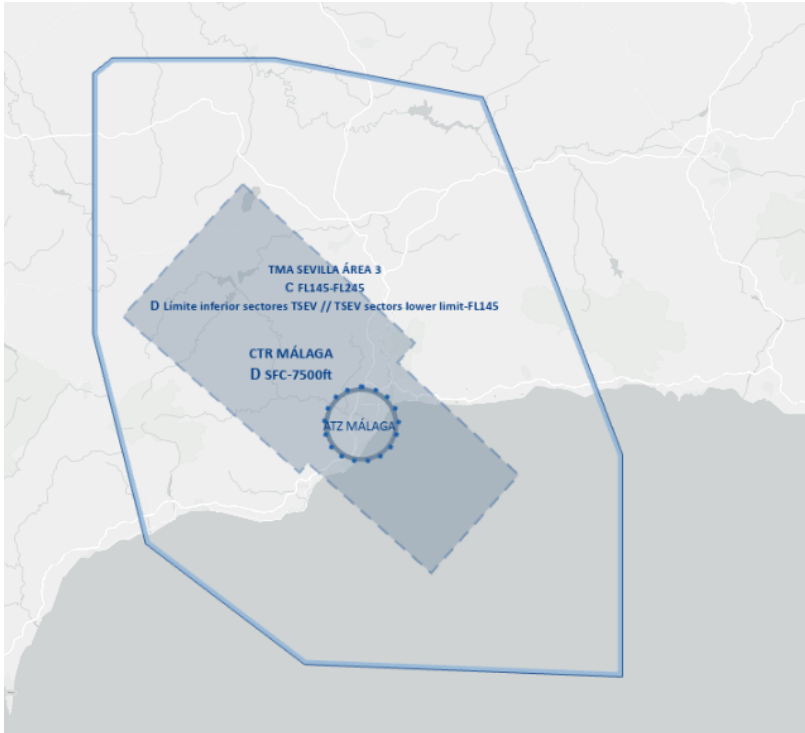 TMA SEVILLA ÁREA 3
C FL145-FL245
D Límite inferior sectores TSEV // TSEV sectors lower limit-FL145
CTR MÁLAGA
D SFC-7500ft
ATZ MÁLAGA